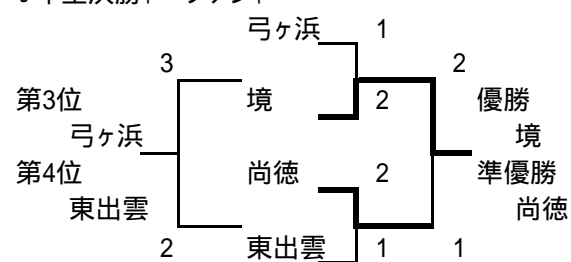 弓ヶ浜 1
3 2
第3位 境 2 優勝
弓ヶ浜 境
第4位 尚徳 2 準優勝
東出雲 尚徳
2 東出雲 1 1